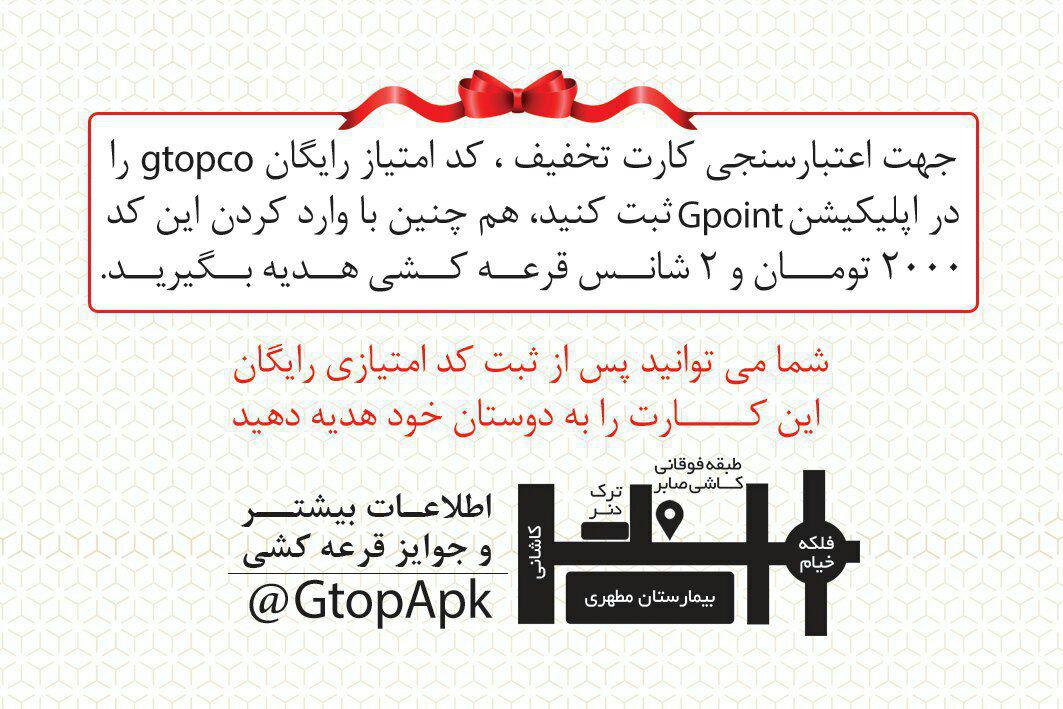 جهت اعتبارسنجی کارت تخفیف ، کد امتیاز رایگان gtopco را
در اپلیکیشن Gpoint ثبت کنید، هم چنین با وارد کردن این کد
۲۰۰۰ تومان و ۲ شانس قرعه کشی هدیه بگیرید.
شما می توانید پس از ثبت کد امتیازی رایگان
این کارت را به دوستان خود هدیه دهید
طبقه فوقانی
کاشی صابر
ترک
دنر
فلکه
خیام
کاشانی
بیمارستان مطهری
اطلاعات بیشتر
و جوایز قرعه کشی
@GtopApk